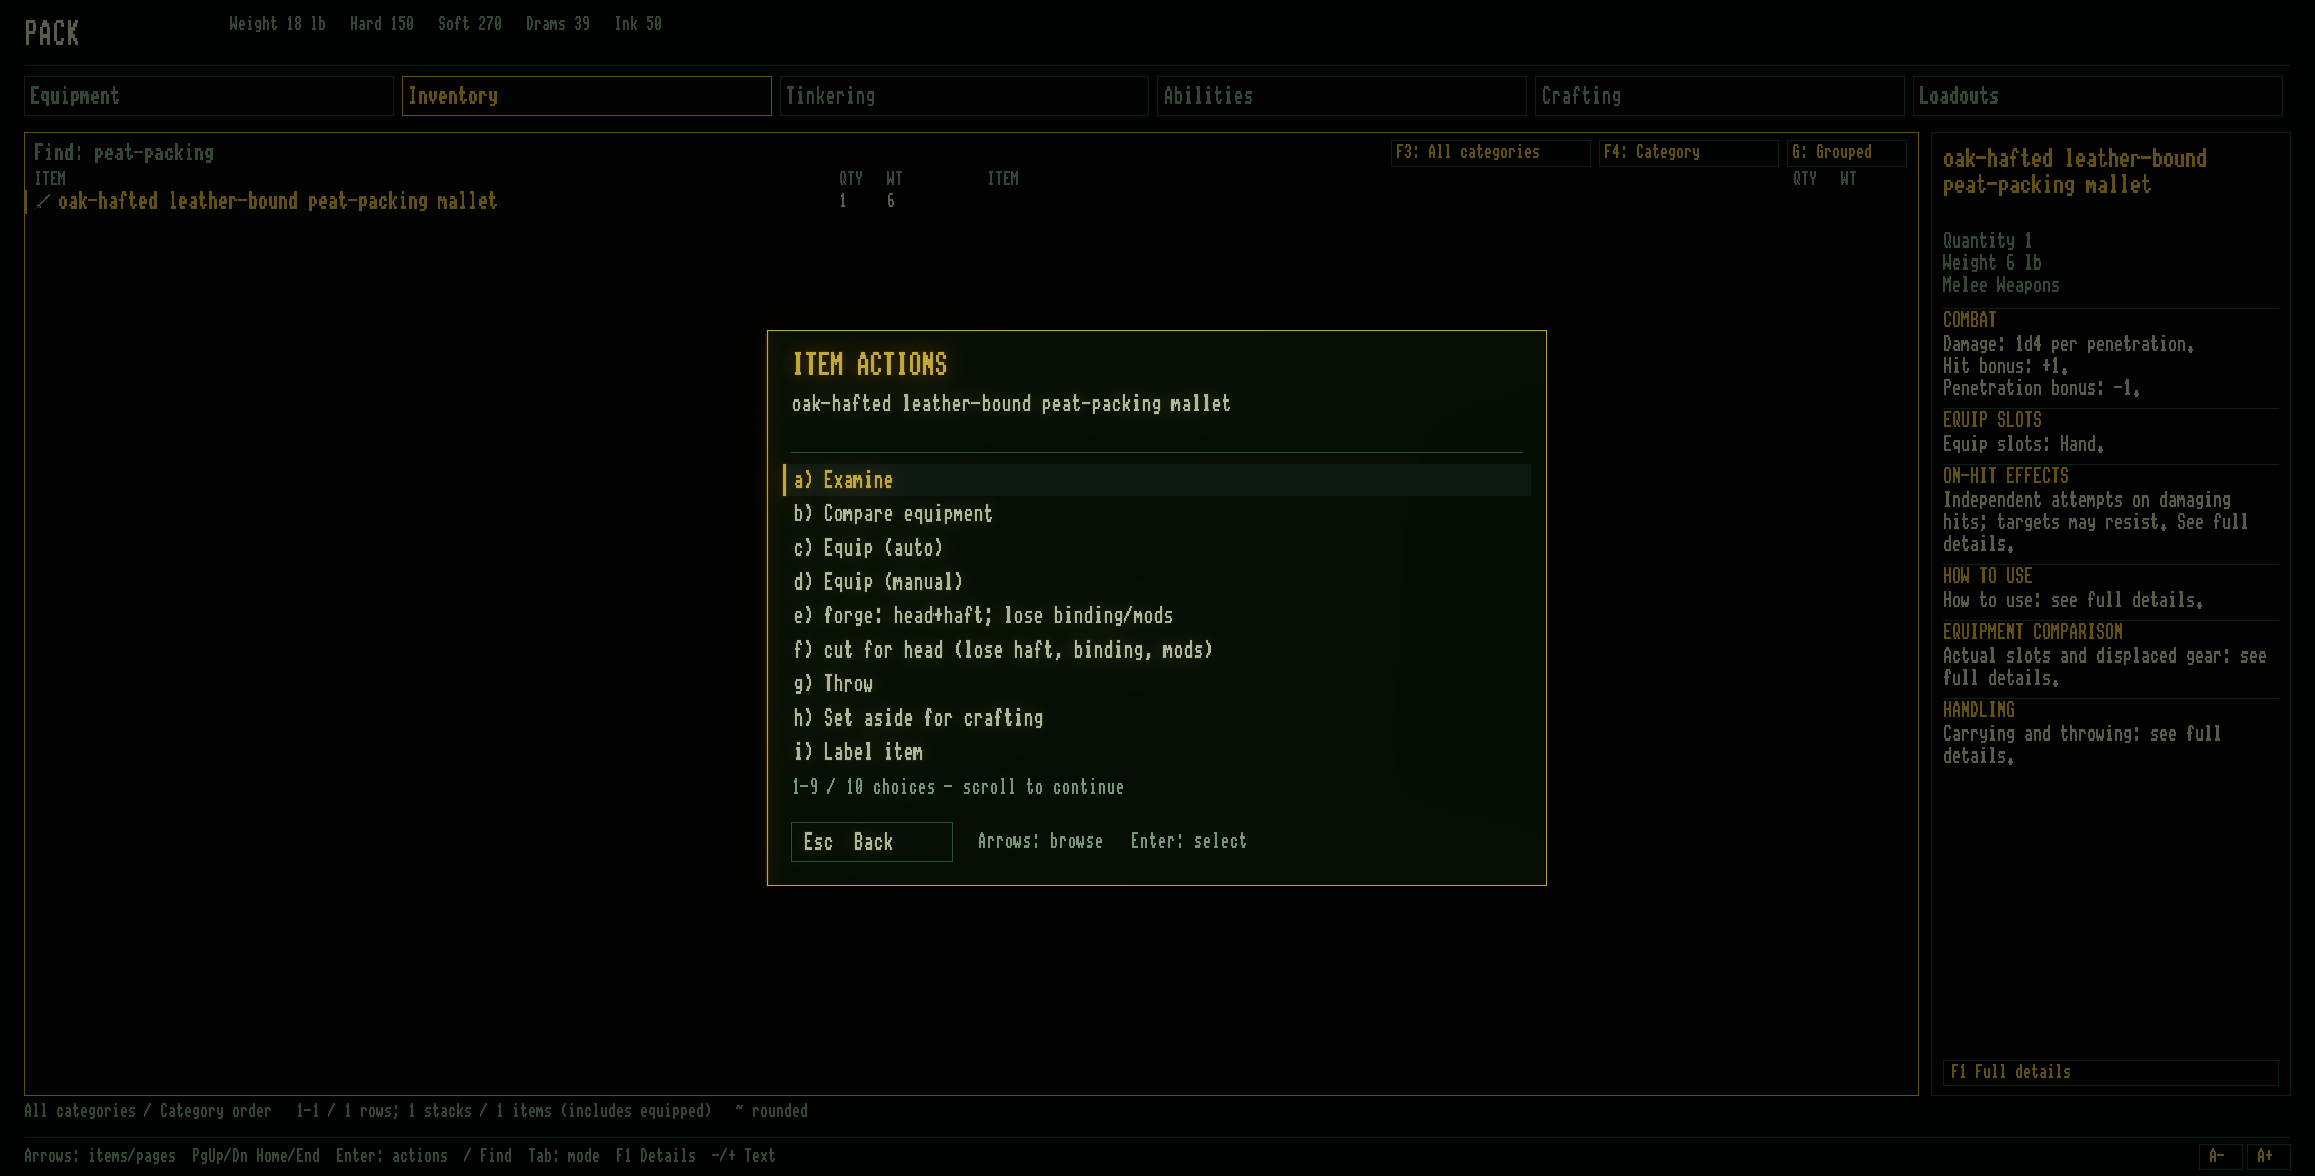 PACK
Weight 18 lb Hard 150 Soft 270 Drams 39 Ink 50
Equipment Inventory Tinkering Abilities Crafting Loadouts
Find: peat-packing
F3: All categories F4: Category G: Grouped
ITEM QTY WT ITEM QTY WT
oak-hafted leather-bound peat-packing mallet 1 6
ITEM ACTIONS
oak-hafted leather-bound peat-packing mallet
a) Examine
b) Compare equipment
c) Equip (auto)
d) Equip (manual)
e) forge: head+haft; lose binding/mods
f) cut for head (lose haft, binding, mods)
g) Throw
h) Set aside for crafting
i) Label item
1-9 / 10 choices - scroll to continue
Esc Back Arrows: browse Enter: select
oak-hafted leather-bound
peat-packing mallet
Quantity 1
Weight 6 lb
Melee Weapons
COMBAT
Damage: 1d4 per penetration.
Hit bonus: +1.
Penetration bonus: -1.
EQUIP SLOTS
Equip slots: Hand.
ON-HIT EFFECTS
Independent attempts on damaging
hits; targets may resist. See full
details.
HOW TO USE
How to use: see full details.
EQUIPMENT COMPARISON
Actual slots and displaced gear: see
full details.
HANDLING
Carrying and throwing: see full
details.
F1 Full details
All categories / Category order 1-1 / 1 rows; 1 stacks / 1 items (includes equipped) ~ rounded
Arrows: items/pages PgUp/Dn Home/End Enter: actions / Find Tab: mode F1 Details -/+ Text
A- A+